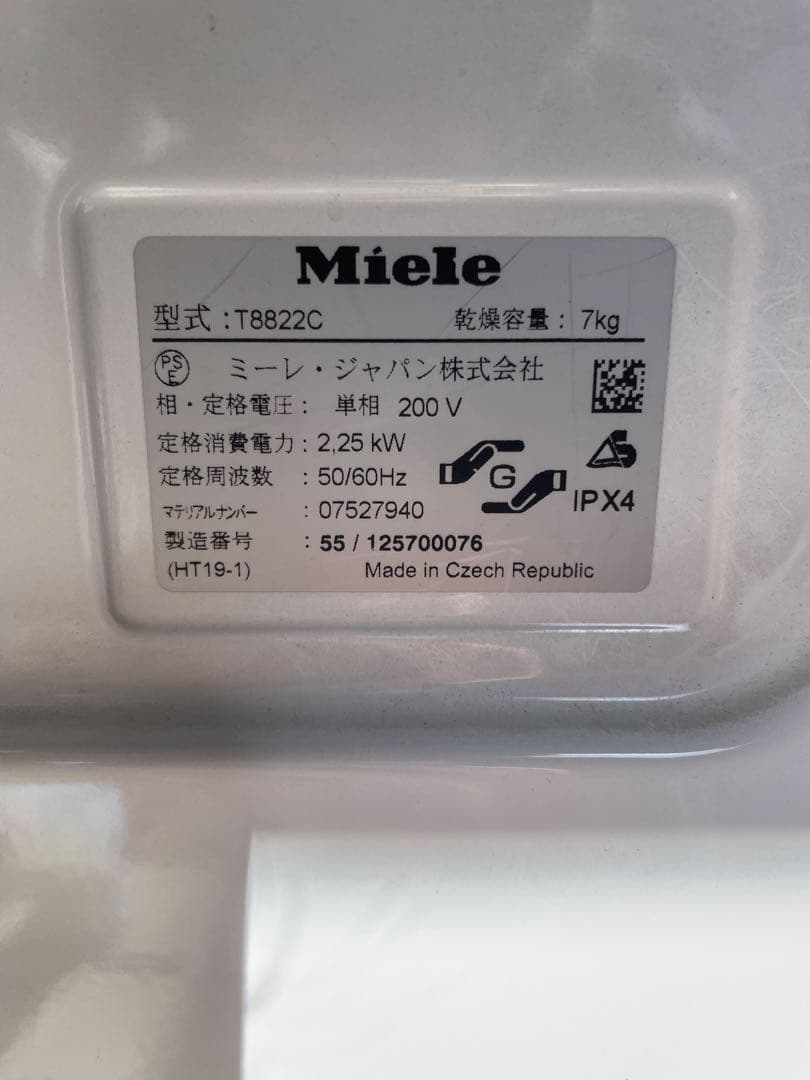 Miele
型式 : T8822C 乾燥容量 : 7kg
PS E ミーレ・ジャパン株式会社
相・定格電圧 : 単相 200 V
定格消費電力 : 2,25 kW
定格周波数 : 50/60Hz G
マテリアルナンバー : 07527940 IPX4
製造番号 : 55 / 125700076
(HT19-1) Made in Czech Republic